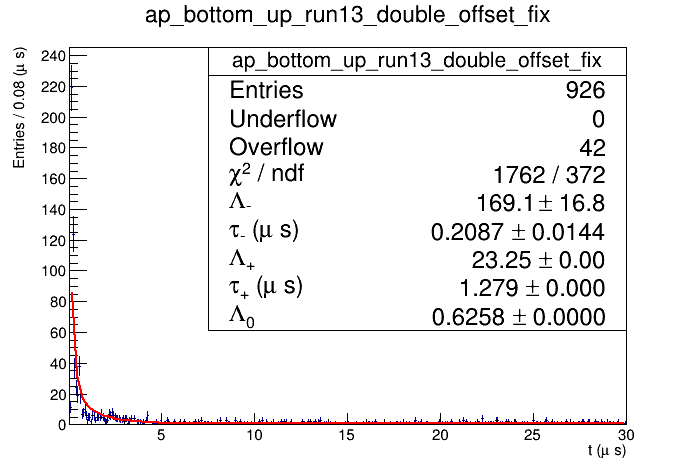 ap_bottom_up_run13_double_offset_fix
ap_bottom_up_run13_double_offset_fix
Entries 926
Underflow 0
Overflow 42
χ² / ndf 1762 / 372
Λ₋ 169.1 ± 16.8
τ₋ (μ s) 0.2087 ± 0.0144
Λ₊ 23.25 ± 0.00
τ₊ (μ s) 1.279 ± 0.000
Λ₀ 0.6258 ± 0.0000
Entries / 0.08 (μ s)
240
220
200
180
160
140
120
100
80
60
40
20
0
5 10 15 20 25 30
t (μ s)